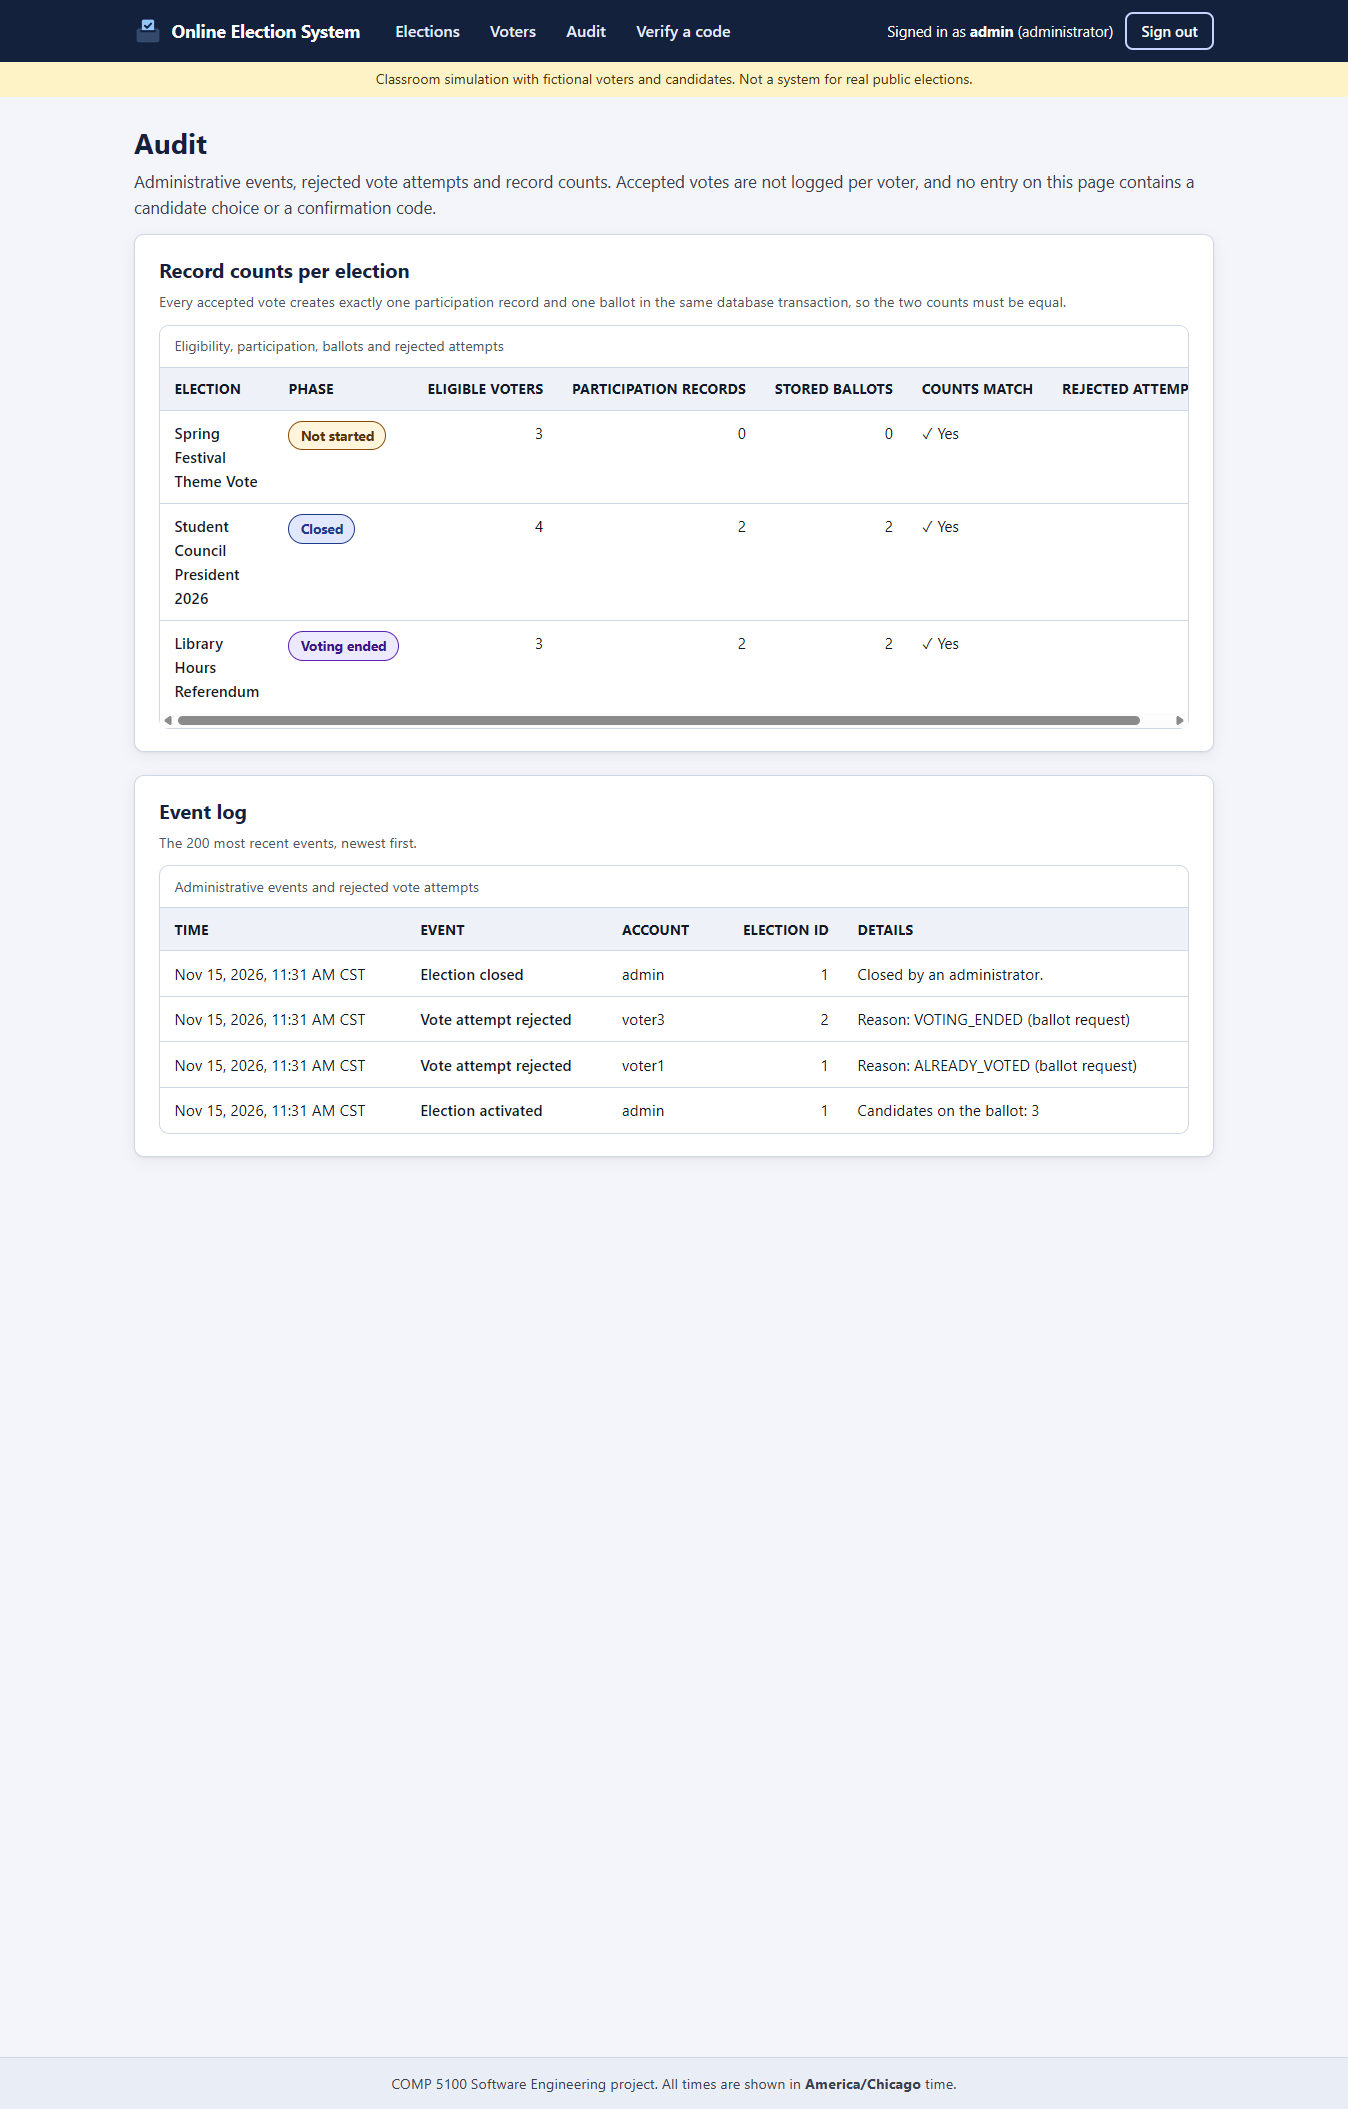 Online Election System Elections Voters Audit Verify a code Signed in as admin (administrator) Sign out
Classroom simulation with fictional voters and candidates. Not a system for real public elections.
Audit
Administrative events, rejected vote attempts and record counts. Accepted votes are not logged per voter, and no entry on this page contains a
candidate choice or a confirmation code.
Record counts per election
Every accepted vote creates exactly one participation record and one ballot in the same database transaction, so the two counts must be equal.
Eligibility, participation, ballots and rejected attempts
ELECTION PHASE ELIGIBLE VOTERS PARTICIPATION RECORDS STORED BALLOTS COUNTS MATCH REJECTED ATTEMP
Spring Not started 3 0 0 ✓ Yes
Festival
Theme Vote
Student Closed 4 2 2 ✓ Yes
Council
President
2026
Library Voting ended 3 2 2 ✓ Yes
Hours
Referendum
Event log
The 200 most recent events, newest first.
Administrative events and rejected vote attempts
TIME EVENT ACCOUNT ELECTION ID DETAILS
Nov 15, 2026, 11:31 AM CST Election closed admin 1 Closed by an administrator.
Nov 15, 2026, 11:31 AM CST Vote attempt rejected voter3 2 Reason: VOTING_ENDED (ballot request)
Nov 15, 2026, 11:31 AM CST Vote attempt rejected voter1 1 Reason: ALREADY_VOTED (ballot request)
Nov 15, 2026, 11:31 AM CST Election activated admin 1 Candidates on the ballot: 3
COMP 5100 Software Engineering project. All times are shown in America/Chicago time.